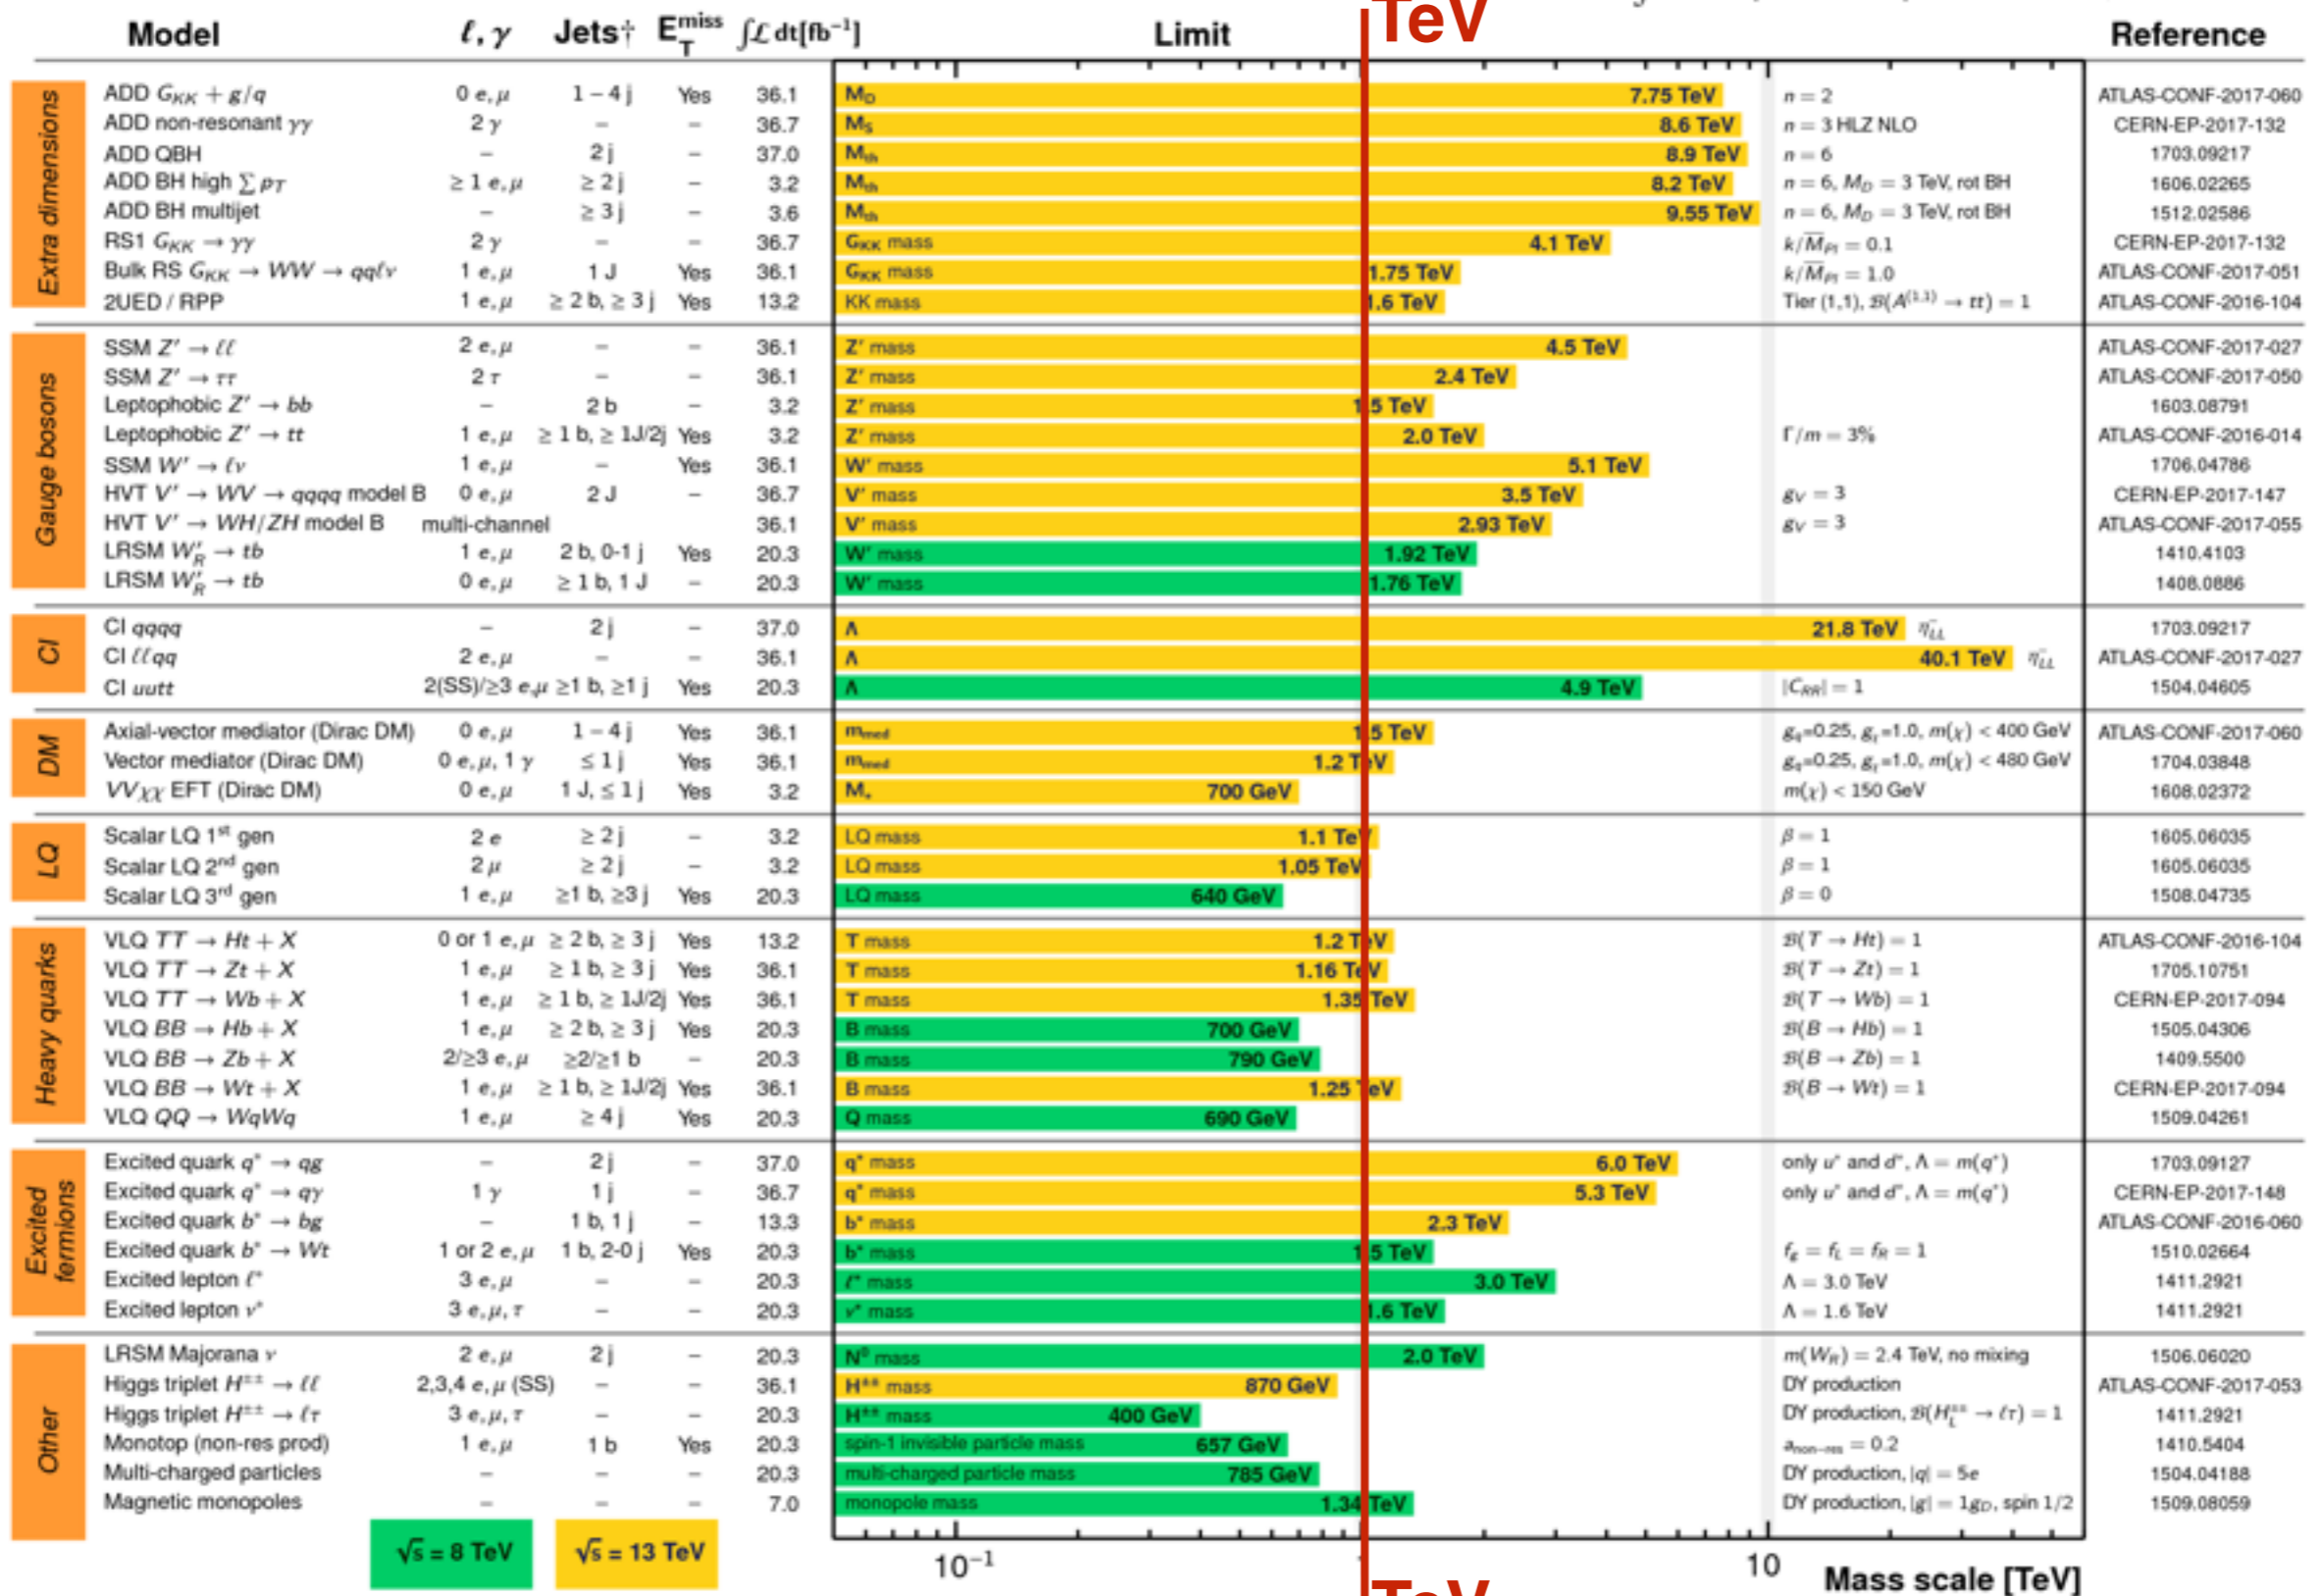 TeV
Model ℓ, γ Jets† E_T^miss ∫ℒ dt[fb⁻¹] Limit Reference
Extra dimensions
ADD G_KK + g/q 0 e, μ 1 − 4 j Yes 36.1 M_D 7.75 TeV n = 2 ATLAS-CONF-2017-060
ADD non-resonant γγ 2 γ – – 36.7 M_S 8.6 TeV n = 3 HLZ NLO CERN-EP-2017-132
ADD QBH – 2 j – 37.0 M_th 8.9 TeV n = 6 1703.09217
ADD BH high ∑ p_T ≥ 1 e, μ ≥ 2 j – 3.2 M_th 8.2 TeV n = 6, M_D = 3 TeV, rot BH 1606.02265
ADD BH multijet – ≥ 3 j – 3.6 M_th 9.55 TeV n = 6, M_D = 3 TeV, rot BH 1512.02586
RS1 G_KK → γγ 2 γ – – 36.7 G_KK mass 4.1 TeV k/M̄_Pl = 0.1 CERN-EP-2017-132
Bulk RS G_KK → WW → qqℓν 1 e, μ 1 J Yes 36.1 G_KK mass 1.75 TeV k/M̄_Pl = 1.0 ATLAS-CONF-2017-051
2UED / RPP 1 e, μ ≥ 2 b, ≥ 3 j Yes 13.2 KK mass 1.6 TeV Tier (1,1), ℬ(A^(1,1) → tt) = 1 ATLAS-CONF-2016-104
Gauge bosons
SSM Z′ → ℓℓ 2 e, μ – – 36.1 Z′ mass 4.5 TeV ATLAS-CONF-2017-027
SSM Z′ → ττ 2 τ – – 36.1 Z′ mass 2.4 TeV ATLAS-CONF-2017-050
Leptophobic Z′ → bb – 2 b – 3.2 Z′ mass 1.5 TeV 1603.08791
Leptophobic Z′ → tt 1 e, μ ≥ 1 b, ≥ 1J/2j Yes 3.2 Z′ mass 2.0 TeV Γ/m = 3% ATLAS-CONF-2016-014
SSM W′ → ℓν 1 e, μ – Yes 36.1 W′ mass 5.1 TeV 1706.04786
HVT V′ → WV → qqqq model B 0 e, μ 2 J – 36.7 V′ mass 3.5 TeV g_V = 3 CERN-EP-2017-147
HVT V′ → WH/ZH model B multi-channel 36.1 V′ mass 2.93 TeV g_V = 3 ATLAS-CONF-2017-055
LRSM W′_R → tb 1 e, μ 2 b, 0-1 j Yes 20.3 W′ mass 1.92 TeV 1410.4103
LRSM W′_R → tb 0 e, μ ≥ 1 b, 1 J – 20.3 W′ mass 1.76 TeV 1408.0886
CI
CI qqqq – 2 j – 37.0 Λ 21.8 TeV η⁻_LL 1703.09217
CI ℓℓqq 2 e, μ – – 36.1 Λ 40.1 TeV η⁻_LL ATLAS-CONF-2017-027
CI uutt 2(SS)/≥3 e,μ ≥1 b, ≥1 j Yes 20.3 Λ 4.9 TeV |C_RR| = 1 1504.04605
DM
Axial-vector mediator (Dirac DM) 0 e, μ 1 − 4 j Yes 36.1 m_med 1.5 TeV g_q=0.25, g_χ=1.0, m(χ) < 400 GeV ATLAS-CONF-2017-060
Vector mediator (Dirac DM) 0 e, μ, 1 γ ≤ 1 j Yes 36.1 m_med 1.2 TeV g_q=0.25, g_χ=1.0, m(χ) < 480 GeV 1704.03848
VVχχ EFT (Dirac DM) 0 e, μ 1 J, ≤ 1 j Yes 3.2 M_* 700 GeV m(χ) < 150 GeV 1608.02372
LQ
Scalar LQ 1st gen 2 e ≥ 2 j – 3.2 LQ mass 1.1 TeV β = 1 1605.06035
Scalar LQ 2nd gen 2 μ ≥ 2 j – 3.2 LQ mass 1.05 TeV β = 1 1605.06035
Scalar LQ 3rd gen 1 e, μ ≥1 b, ≥3 j Yes 20.3 LQ mass 640 GeV β = 0 1508.04735
Heavy quarks
VLQ TT → Ht + X 0 or 1 e, μ ≥ 2 b, ≥ 3 j Yes 13.2 T mass 1.2 TeV ℬ(T → Ht) = 1 ATLAS-CONF-2016-104
VLQ TT → Zt + X 1 e, μ ≥ 1 b, ≥ 3 j Yes 36.1 T mass 1.16 TeV ℬ(T → Zt) = 1 1705.10751
VLQ TT → Wb + X 1 e, μ ≥ 1 b, ≥ 1J/2j Yes 36.1 T mass 1.35 TeV ℬ(T → Wb) = 1 CERN-EP-2017-094
VLQ BB → Hb + X 1 e, μ ≥ 2 b, ≥ 3 j Yes 20.3 B mass 700 GeV ℬ(B → Hb) = 1 1505.04306
VLQ BB → Zb + X 2/≥3 e, μ ≥2/≥1 b – 20.3 B mass 790 GeV ℬ(B → Zb) = 1 1409.5500
VLQ BB → Wt + X 1 e, μ ≥ 1 b, ≥ 1J/2j Yes 36.1 B mass 1.25 TeV ℬ(B → Wt) = 1 CERN-EP-2017-094
VLQ QQ → WqWq 1 e, μ ≥ 4 j Yes 20.3 Q mass 690 GeV 1509.04261
Excited fermions
Excited quark q* → qg – 2 j – 37.0 q* mass 6.0 TeV only u* and d*, Λ = m(q*) 1703.09127
Excited quark q* → qγ 1 γ 1 j – 36.7 q* mass 5.3 TeV only u* and d*, Λ = m(q*) CERN-EP-2017-148
Excited quark b* → bg – 1 b, 1 j – 13.3 b* mass 2.3 TeV ATLAS-CONF-2016-060
Excited quark b* → Wt 1 or 2 e, μ 1 b, 2-0 j Yes 20.3 b* mass 1.5 TeV f_g = f_L = f_R = 1 1510.02664
Excited lepton ℓ* 3 e, μ – – 20.3 ℓ* mass 3.0 TeV Λ = 3.0 TeV 1411.2921
Excited lepton ν* 3 e, μ, τ – – 20.3 ν* mass 1.6 TeV Λ = 1.6 TeV 1411.2921
Other
LRSM Majorana ν 2 e, μ 2 j – 20.3 N⁰ mass 2.0 TeV m(W_R) = 2.4 TeV, no mixing 1506.06020
Higgs triplet H±± → ℓℓ 2,3,4 e, μ (SS) – – 36.1 H±± mass 870 GeV DY production ATLAS-CONF-2017-053
Higgs triplet H±± → ℓτ 3 e, μ, τ – – 20.3 H±± mass 400 GeV DY production, ℬ(H_L±± → ℓτ) = 1 1411.2921
Monotop (non-res prod) 1 e, μ 1 b Yes 20.3 spin-1 invisible particle mass 657 GeV a_non−res = 0.2 1410.5404
Multi-charged particles – – – 20.3 multi-charged particle mass 785 GeV DY production, |q| = 5e 1504.04188
Magnetic monopoles – – – 7.0 monopole mass 1.34 TeV DY production, |g| = 1g_D, spin 1/2 1509.08059
√s = 8 TeV √s = 13 TeV
10⁻¹ 10
Mass scale [TeV]
TeV